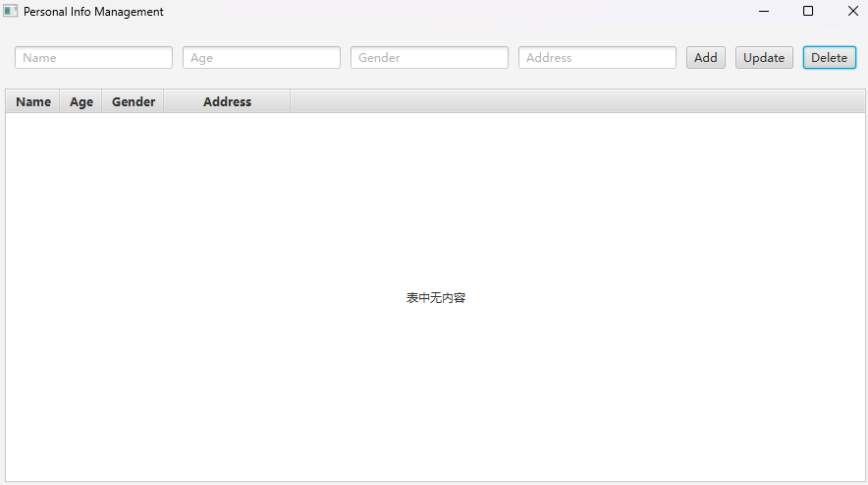 Personal Info Management
Name Age Gender Address Add Update Delete
Name Age Gender Address
表中无内容